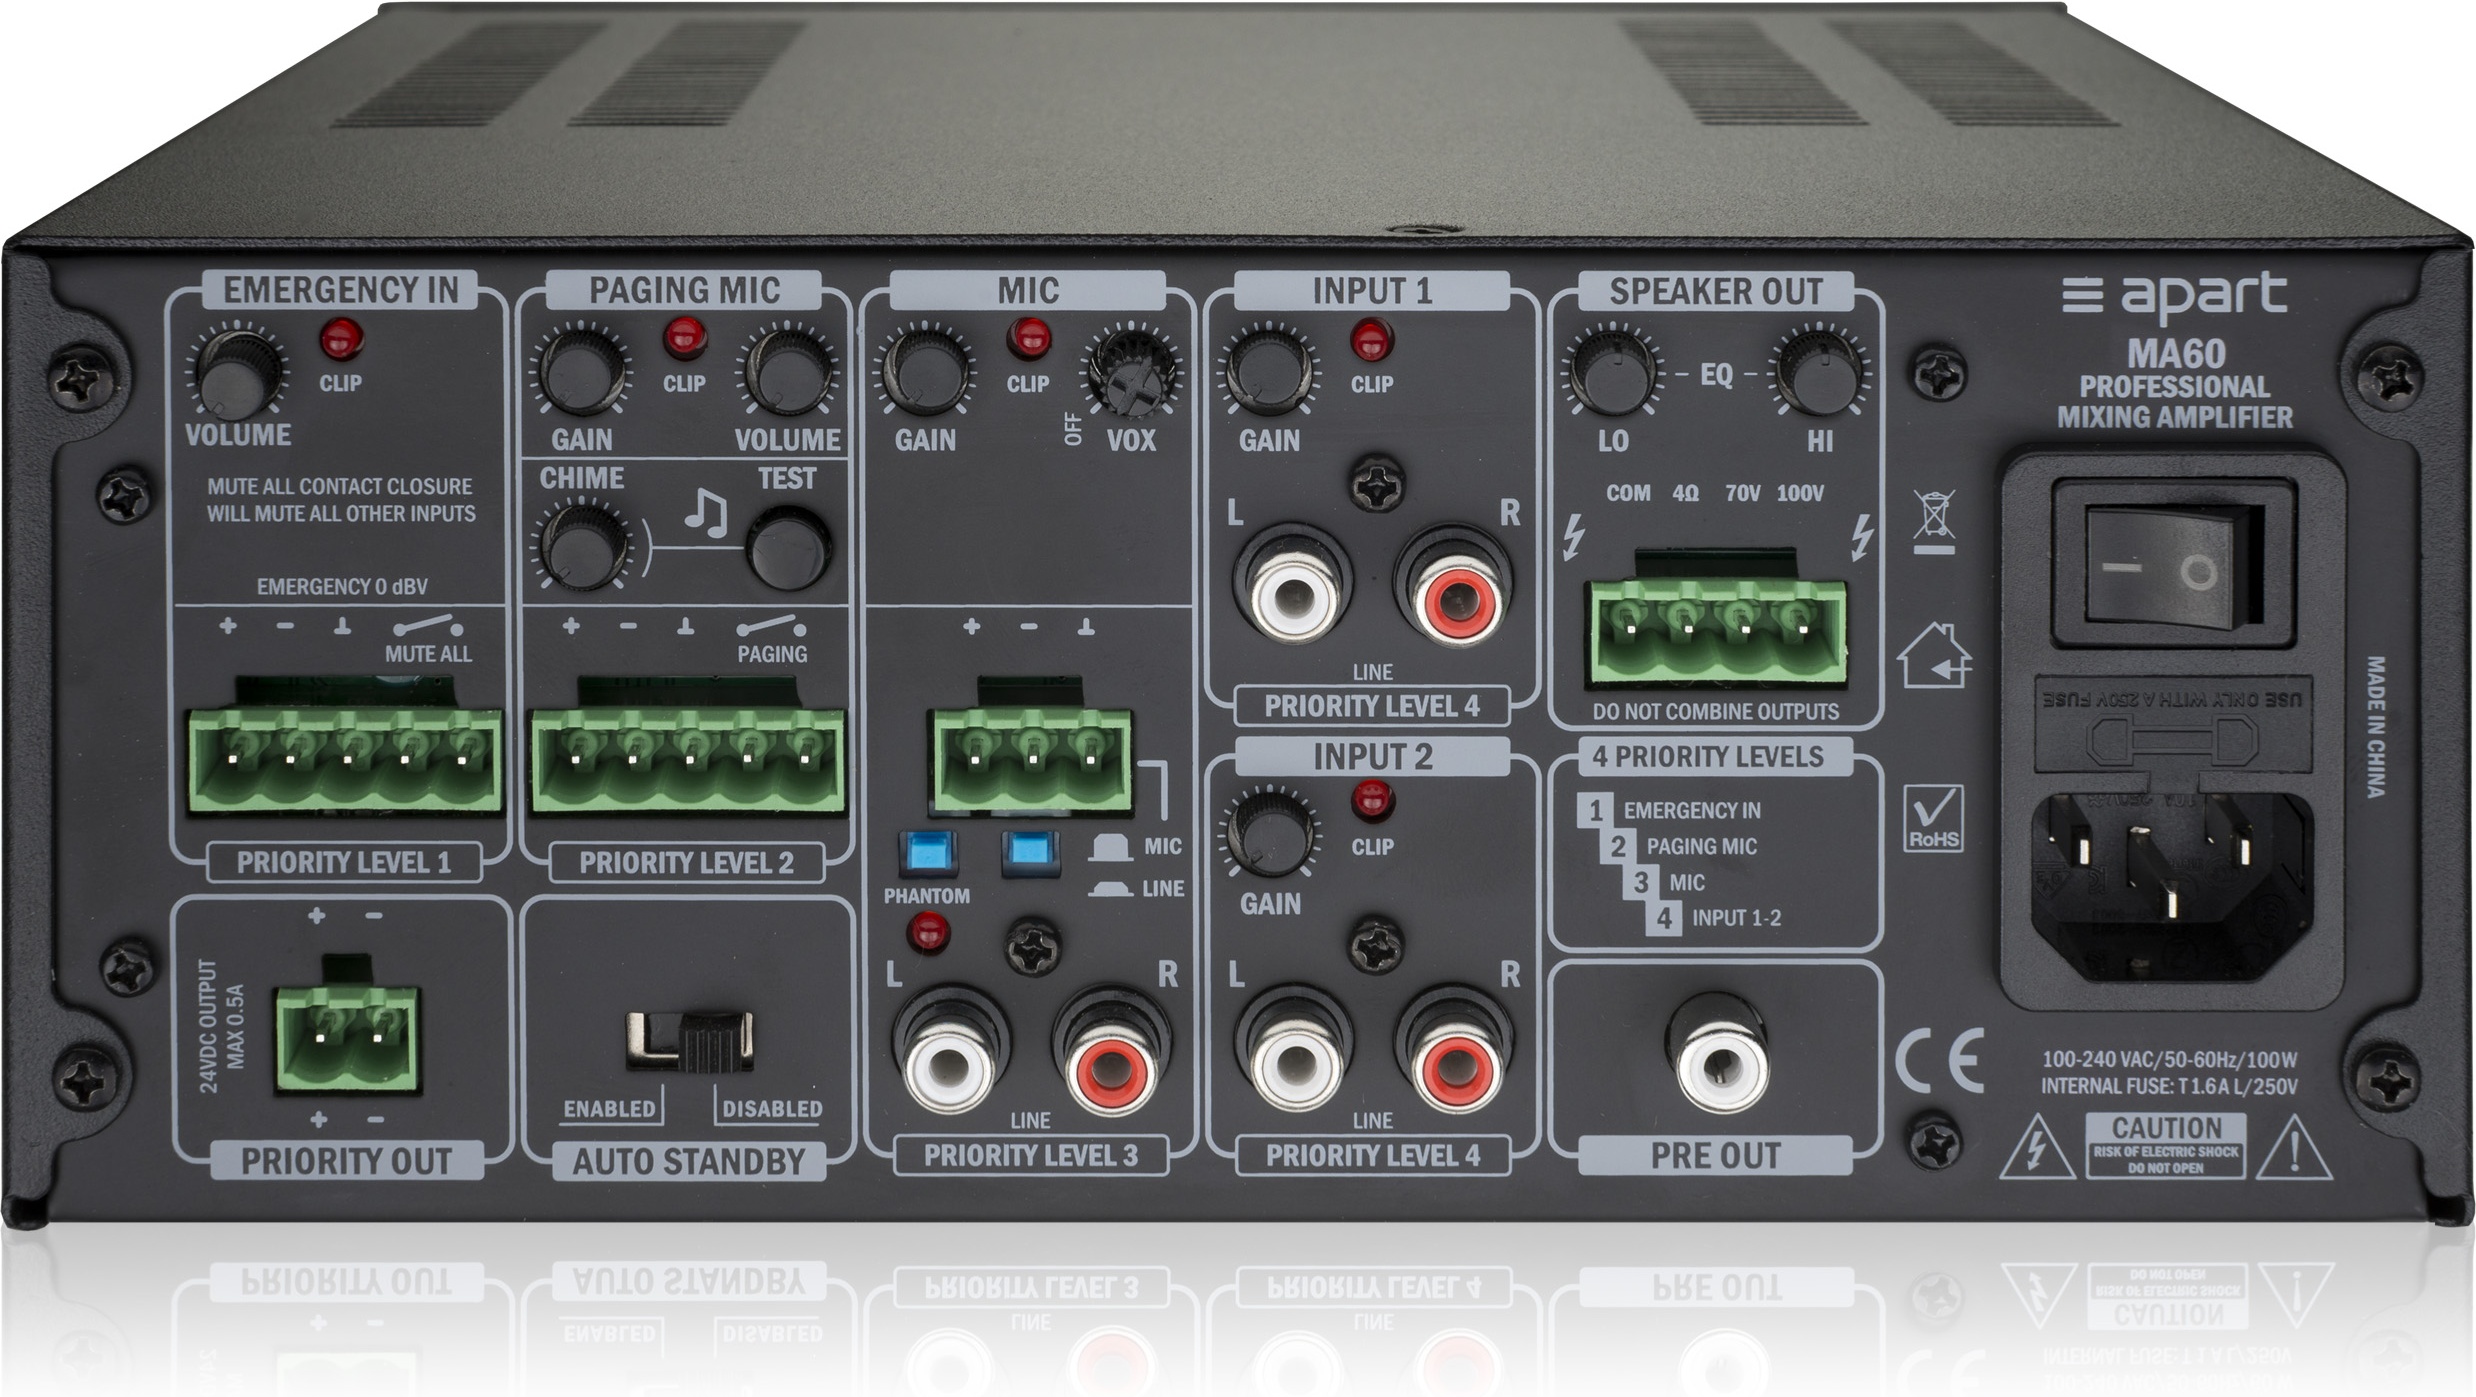 EMERGENCY IN
CLIP
VOLUME
MUTE ALL CONTACT CLOSURE
WILL MUTE ALL OTHER INPUTS
EMERGENCY 0 dBV
+ − ⊥
MUTE ALL
PRIORITY LEVEL 1
+ −
24VDC OUTPUT
MAX 0.5A
+ −
PRIORITY OUT
PAGING MIC
CLIP
GAIN VOLUME
CHIME TEST
+ − ⊥
PAGING
PRIORITY LEVEL 2
ENABLED DISABLED
AUTO STANDBY
MIC
CLIP
GAIN OFF VOX
+ − ⊥
MIC
PHANTOM LINE
L R
LINE
PRIORITY LEVEL 3
INPUT 1
CLIP
GAIN
L R
LINE
PRIORITY LEVEL 4
INPUT 2
CLIP
GAIN
L R
LINE
PRIORITY LEVEL 4
SPEAKER OUT
EQ
LO HI
COM 4Ω 70V 100V
DO NOT COMBINE OUTPUTS
4 PRIORITY LEVELS
1 EMERGENCY IN
2 PAGING MIC
3 MIC
4 INPUT 1-2
PRE OUT
apart
MA60
PROFESSIONAL
MIXING AMPLIFIER
USE ONLY WITH A 250V FUSE
MADE IN CHINA
RoHS
CE
100-240 VAC/50-60Hz/100W
INTERNAL FUSE: T 1.6 A L/250V
CAUTION
RISK OF ELECTRIC SHOCK
DO NOT OPEN